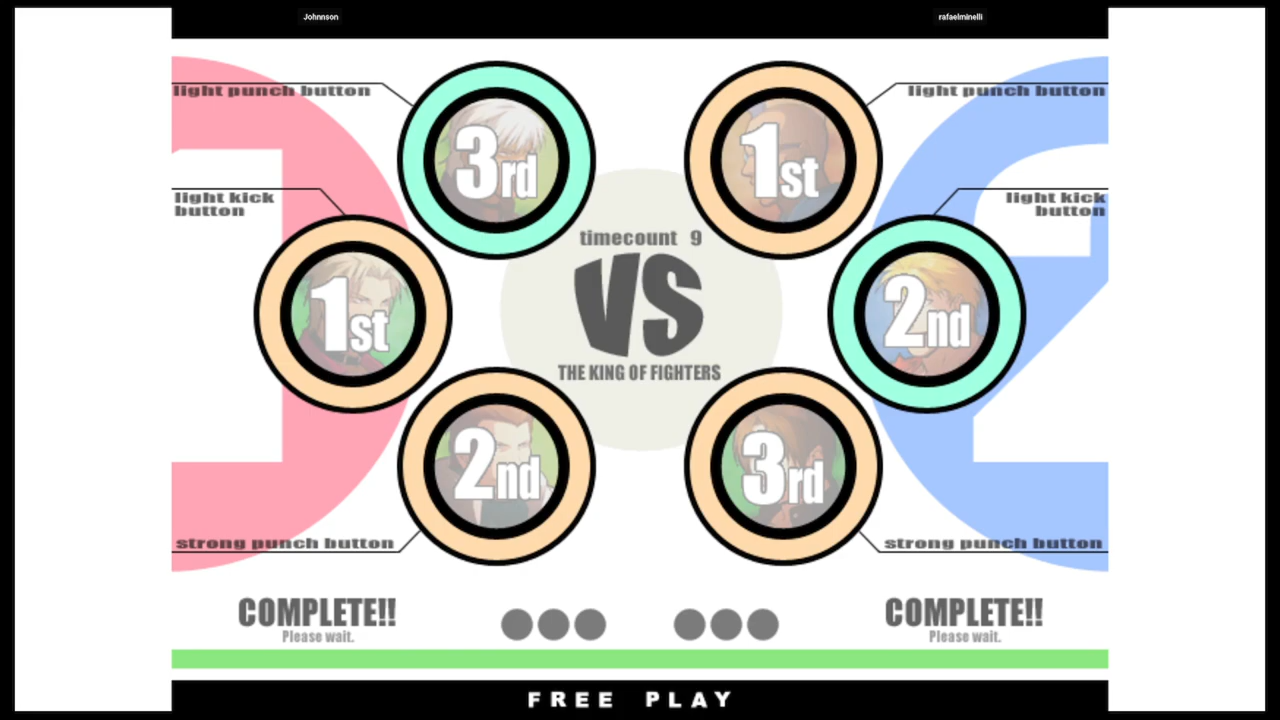 Johnnson
rafaelminelli
light punch button
light punch button
3rd
1st
light kick
button
light kick
button
timecount 9
VS
THE KING OF FIGHTERS
1st
2nd
2nd
3rd
strong punch button
strong punch button
COMPLETE!!
Please wait.
COMPLETE!!
Please wait.
FREE PLAY